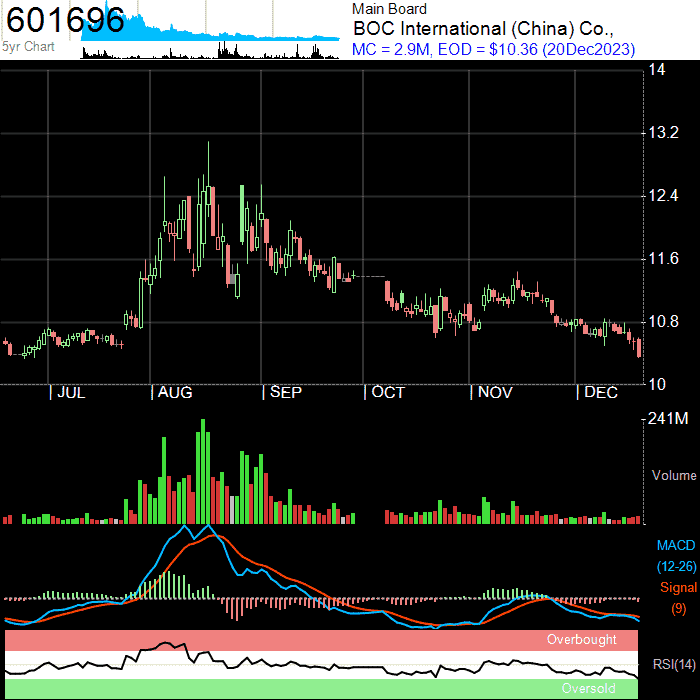 601696
5yr Chart
Main Board
BOC International (China) Co.,
MC = 2.9M, EOD = $10.36 (20Dec2023)
14
13.2
12.4
11.6
10.8
10
JUL
AUG
SEP
OCT
NOV
DEC
241M
Volume
MACD
(12-26)
Signal
(9)
Overbought
RSI(14)
Oversold